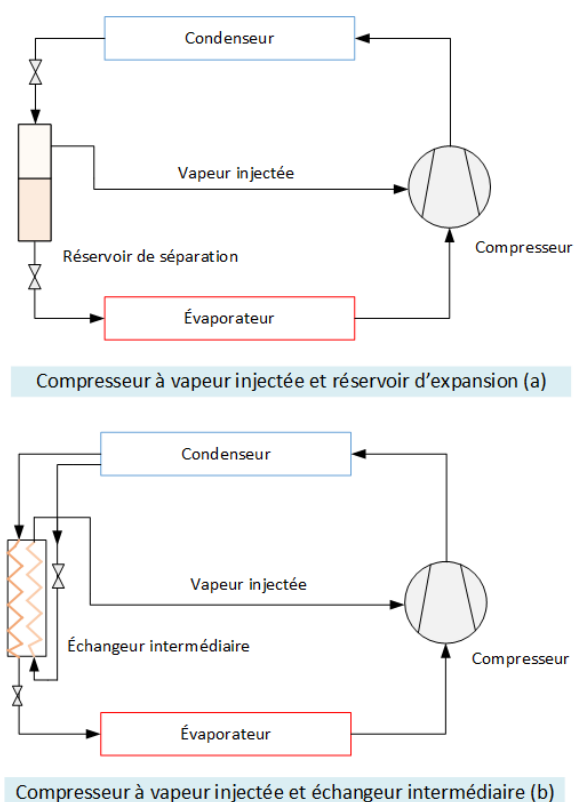 Condenseur
Vapeur injectée
Compresseur
Réservoir de séparation
Évaporateur
Compresseur à vapeur injectée et réservoir d’expansion (a)
Condenseur
Vapeur injectée
Échangeur intermédiaire
Compresseur
Évaporateur
Compresseur à vapeur injectée et échangeur intermédiaire (b)